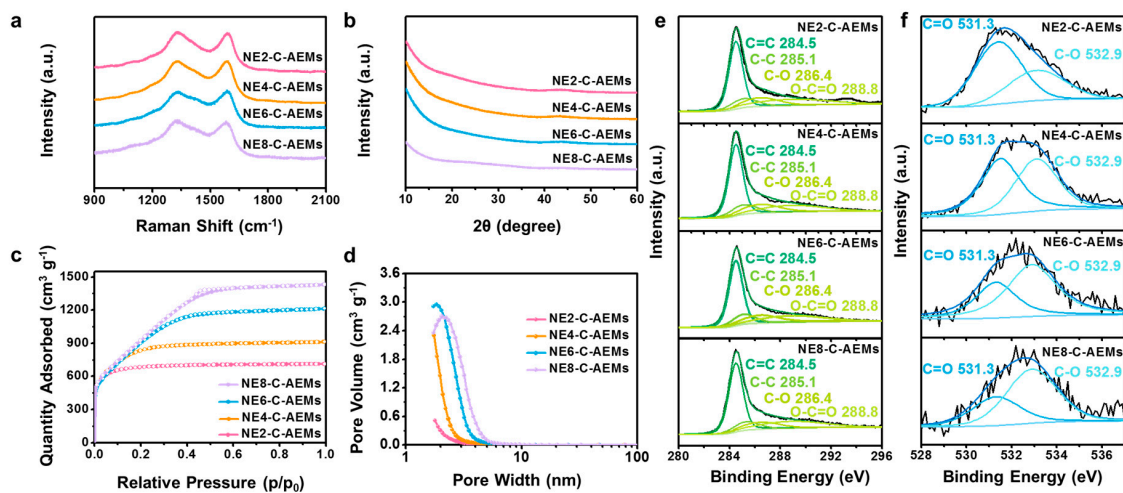 a
Intensity (a.u.)
NE2-C-AEMs
NE4-C-AEMs
NE6-C-AEMs
NE8-C-AEMs
900 1200 1500 1800 2100
Raman Shift (cm⁻¹)
b
Intensity (a.u.)
NE2-C-AEMs
NE4-C-AEMs
NE6-C-AEMs
NE8-C-AEMs
10 20 30 40 50 60
2θ (degree)
c
Quantity Adsorbed (cm³ g⁻¹)
1500
1200
900
600
300
0
NE8-C-AEMs
NE6-C-AEMs
NE4-C-AEMs
NE2-C-AEMs
0.0 0.2 0.4 0.6 0.8 1.0
Relative Pressure (p/p₀)
d
Pore Volume (cm³ g⁻¹)
3.6
3.0
2.4
1.8
1.2
0.6
0.0
NE2-C-AEMs
NE4-C-AEMs
NE6-C-AEMs
NE8-C-AEMs
1 10 100
Pore Width (nm)
e
Intensity (a.u.)
NE2-C-AEMs
C=C 284.5
C-C 285.1
C-O 286.4
O-C=O 288.8
NE4-C-AEMs
C=C 284.5
C-C 285.1
C-O 286.4
O-C=O 288.8
NE6-C-AEMs
C=C 284.5
C-C 285.1
C-O 286.4
O-C=O 288.8
NE8-C-AEMs
C=C 284.5
C-C 285.1
C-O 286.4
O-C=O 288.8
280 284 288 292 296
Binding Energy (eV)
f
Intensity (a.u.)
NE2-C-AEMs
C=O 531.3
C-O 532.9
NE4-C-AEMs
C=O 531.3
C-O 532.9
NE6-C-AEMs
C=O 531.3
C-O 532.9
NE8-C-AEMs
C=O 531.3
C-O 532.9
528 530 532 534 536
Binding Energy (eV)